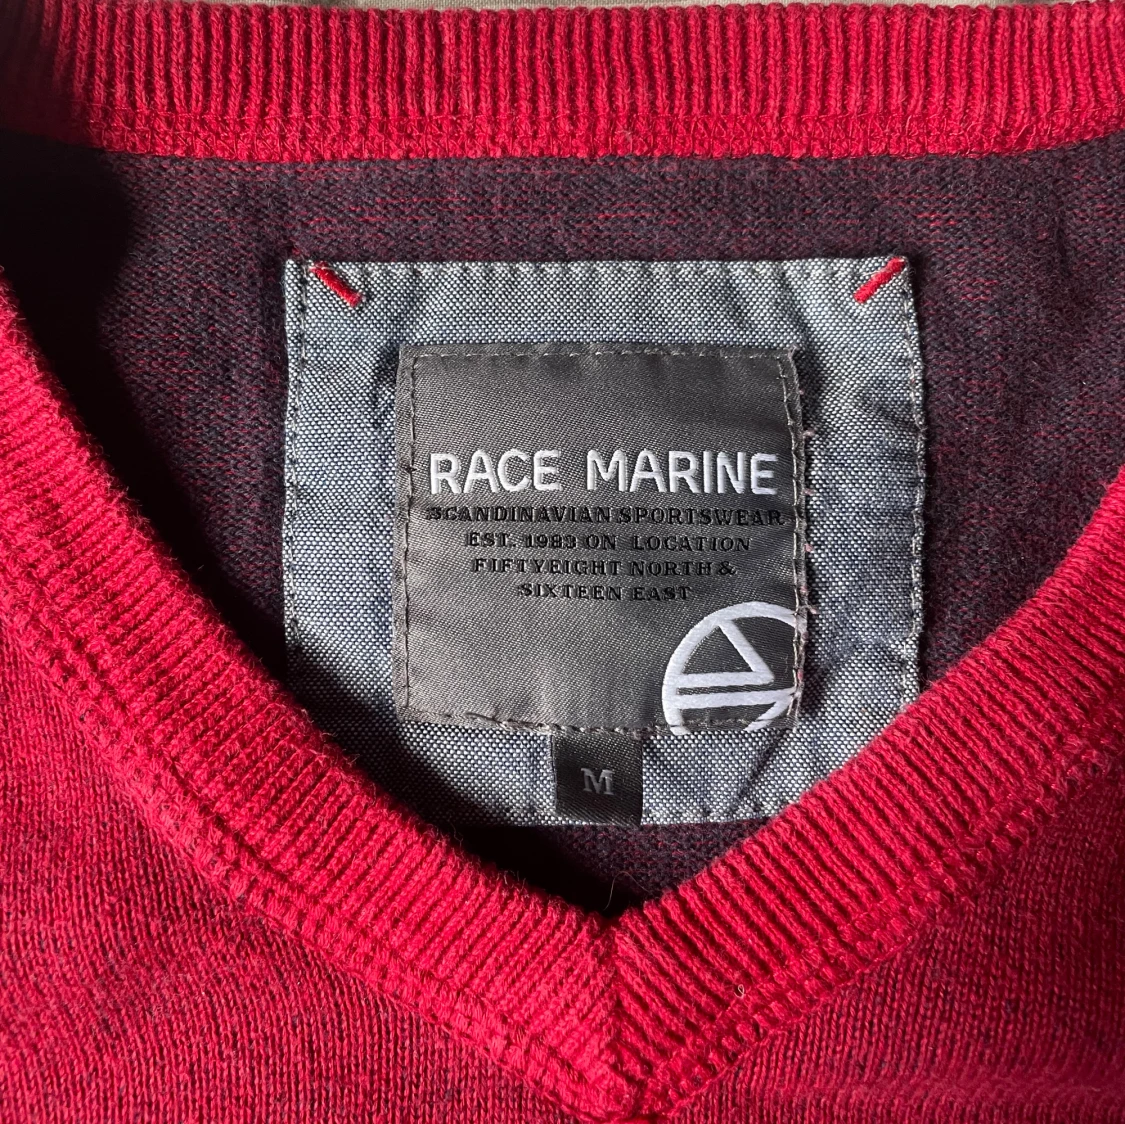 RACE MARINE
SCANDINAVIAN SPORTSWEAR
EST. 1983 ON LOCATION
FIFTYEIGHT NORTH &
SIXTEEN EAST
M